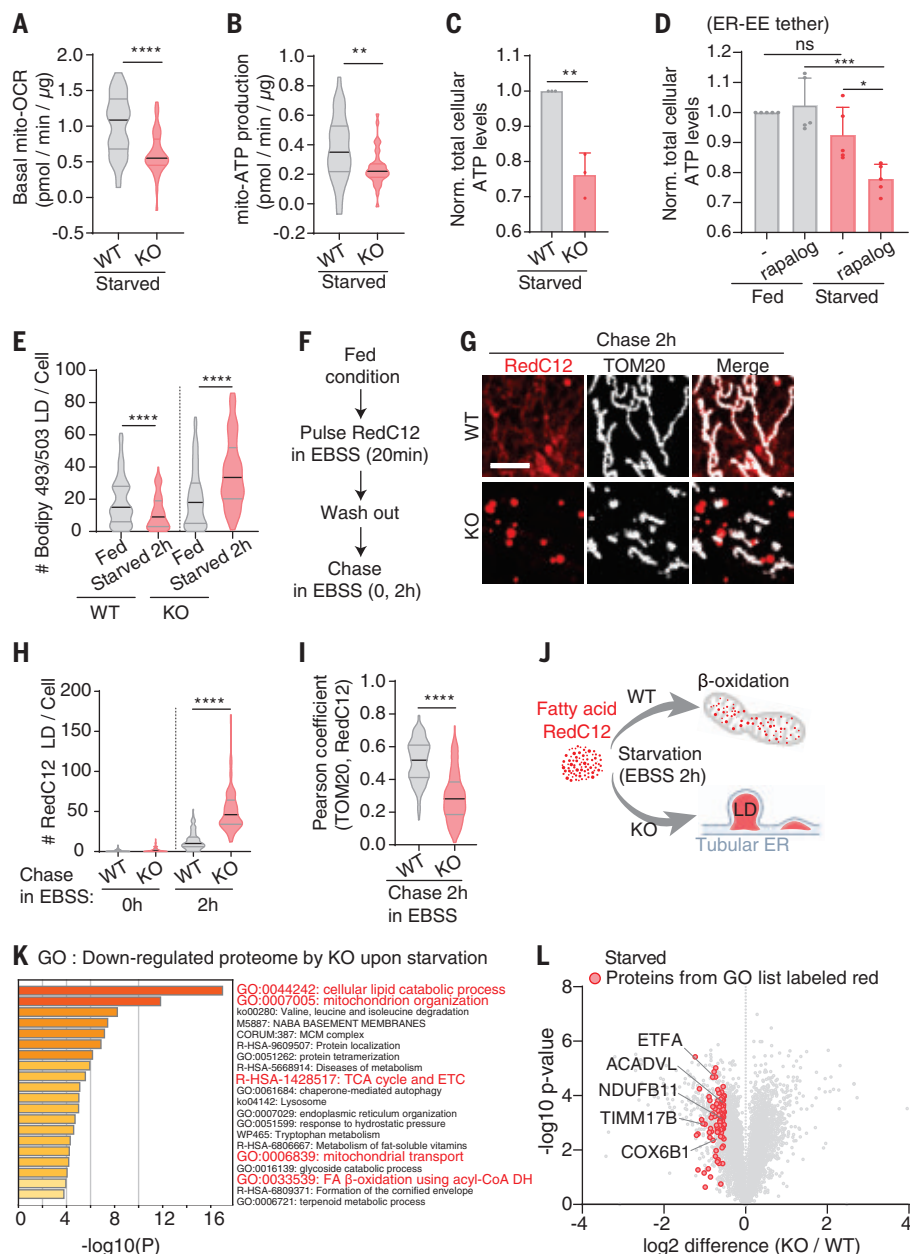 A
Basal mito-OCR
(pmol / min / µg)
2.0
1.5
1.0
0.5
0.0
-0.5
****
WT
KO
Starved
B
mito-ATP production
(pmol / min / µg)
1.0
0.8
0.6
0.4
0.2
0.0
0.2
**
WT
KO
Starved
C
Norm. total cellular
ATP levels
1.0
0.9
0.8
0.7
0.6
**
WT
KO
Starved
D
(ER-EE tether)
Norm. total cellular
ATP levels
1.2
1.1
1.0
0.9
0.8
0.7
0.6
ns
***
*
-
rapalog
-
rapalog
Fed
Starved
E
# Bodipy 493/503 LD / Cell
100
80
60
40
20
0
****
****
Fed
Starved 2h
Fed
Starved 2h
WT
KO
F
Fed
condition
Pulse RedC12
in EBSS (20min)
Wash out
Chase
in EBSS (0, 2h)
G
Chase 2h
RedC12
TOM20
Merge
WT
KO
H
# RedC12 LD / Cell
200
150
100
50
0
****
WT
KO
WT
KO
Chase
in EBSS:
0h
2h
I
Pearson coefficient
(TOM20, RedC12)
1.0
0.8
0.6
0.4
0.2
0.0
****
WT
KO
Chase 2h
in EBSS
J
β-oxidation
WT
Fatty acid
RedC12
Starvation
(EBSS 2h)
KO
LD
Tubular ER
K GO : Down-regulated proteome by KO upon starvation
GO:0044242: cellular lipid catabolic process
GO:0007005: mitochondrion organization
ko00280: Valine, leucine and isoleucine degradation
M5887: NABA BASEMENT MEMBRANES
CORUM:387: MCM complex
R-HSA-9609507: Protein localization
GO:0051262: protein tetramerization
R-HSA-5668914: Diseases of metabolism
R-HSA-1428517: TCA cycle and ETC
GO:0061684: chaperone-mediated autophagy
ko04142: Lysosome
GO:0007029: endoplasmic reticulum organization
GO:0051599: response to hydrostatic pressure
WP465: Tryptophan metabolism
R-HSA-6806667: Metabolism of fat-soluble vitamins
GO:0006839: mitochondrial transport
GO:0016139: glycoside catabolic process
GO:0033539: FA β-oxidation using acyl-CoA DH
R-HSA-6809371: Formation of the cornified envelope
GO:0006721: terpenoid metabolic process
0 4 8 12 16
-log10(P)
L
Starved
Proteins from GO list labeled red
-log10 p-value
8
6
4
2
0
ETFA
ACADVL
NDUFB11
TIMM17B
COX6B1
-4 -2 0 2 4
log2 difference (KO / WT)